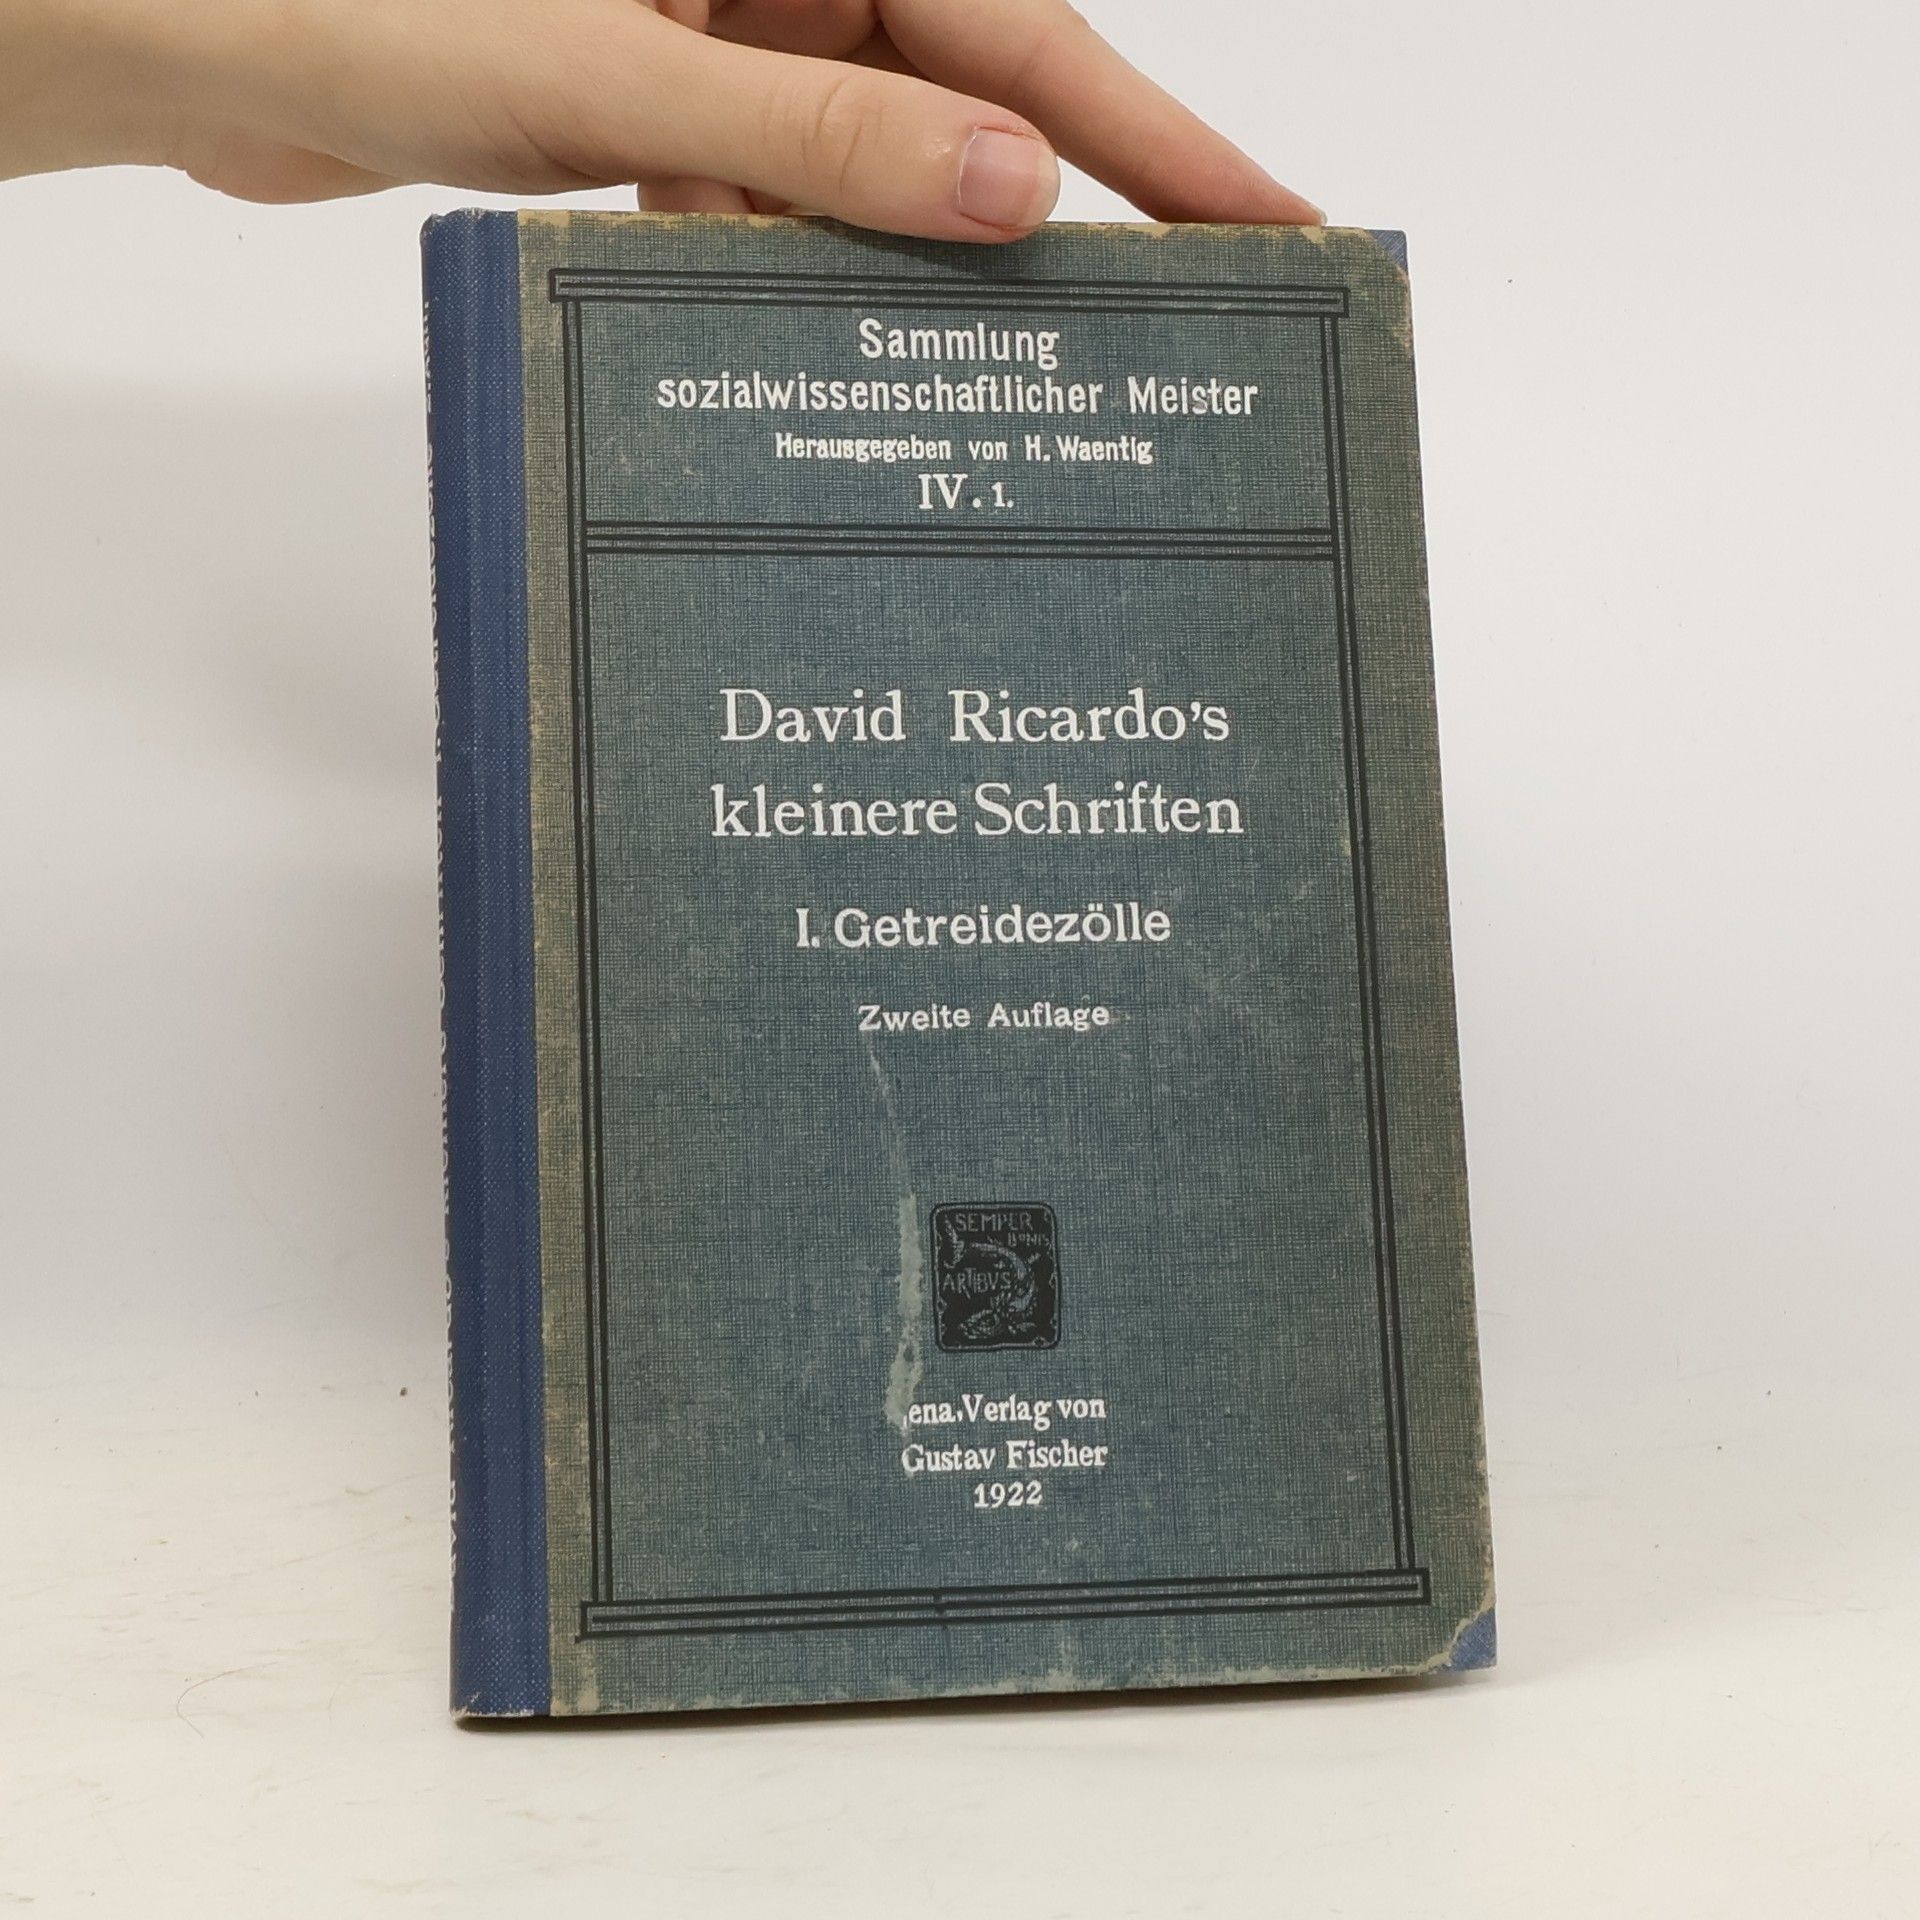 Sammlung
sozialwissenschaftlicher Meister
Herausgegeben von H. Waentig
IV. 1.
David Ricardo's
kleinere Schriften
I. Getreidezölle
Zweite Auflage
SEMPER
BONIS
ARTIBVS
ena, Verlag von
Gustav Fischer
1922